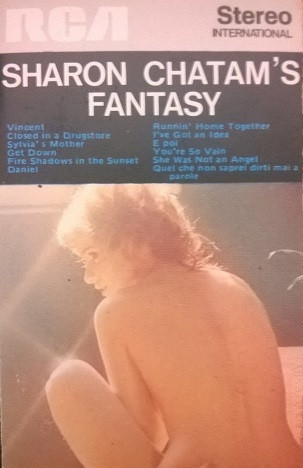 RCA
Stereo
INTERNATIONAL
SHARON CHATAM'S
FANTASY
Vincent
Closed in a Drugstore
Sylvia's Mother
Get Down
Fire Shadows in the Sunset
Daniel
Runnin' Home Together
I've Got an Idea
E poi
You're So Vain
She Was Not an Angel
Quel che non saprei dirti mai a
parole